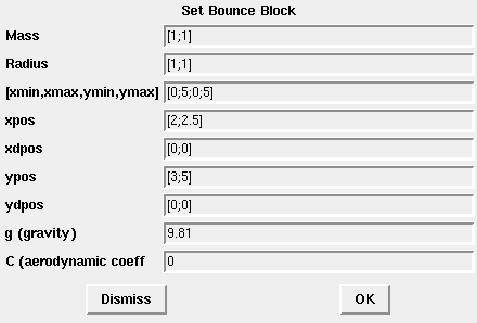 Set Bounce Block
Mass [1;1]
Radius [1;1]
[xmin,xmax,ymin,ymax] [0;5;0;5]
xpos [2;2.5]
xdpos [0;0]
ypos [3;5]
ydpos [0;0]
g (gravity) 9.81
C (aerodynamic coeff 0
Dismiss OK